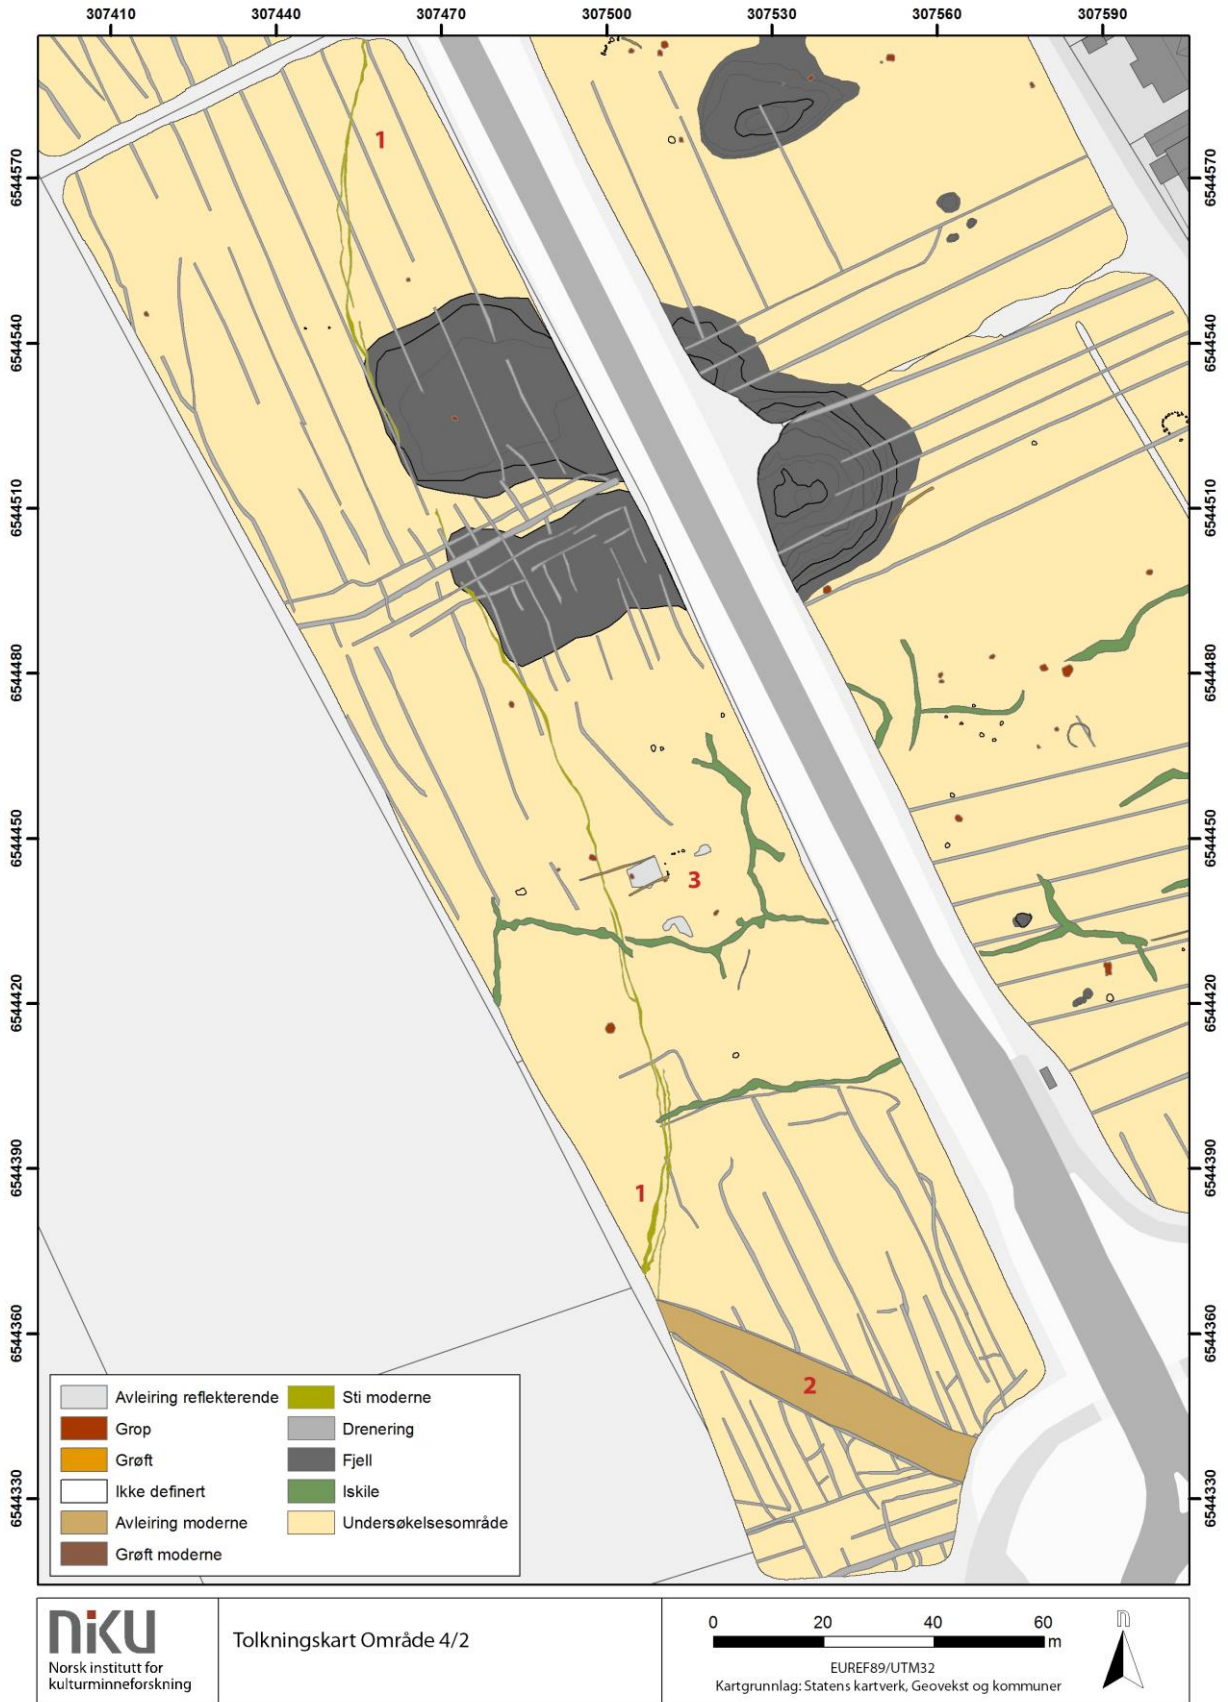 307410 307440 307470 307500 307530 307560 307590
6544570 6544570
6544540 6544540
6544510 6544510
6544480 6544480
6544450 6544450
6544420 6544420
6544390 6544390
6544360 6544360
6544330 6544330
1
3
1
2
Avleiring reflekterende
Grop
Grøft
Ikke definert
Avleiring moderne
Grøft moderne
Sti moderne
Drenering
Fjell
Iskile
Undersøkelsesområde
niku
Norsk institutt for
kulturminneforskning
Tolkningskart Område 4/2
0 20 40 60
m
EUREF89/UTM32
Kartgrunnlag: Statens kartverk, Geovekst og kommuner
n